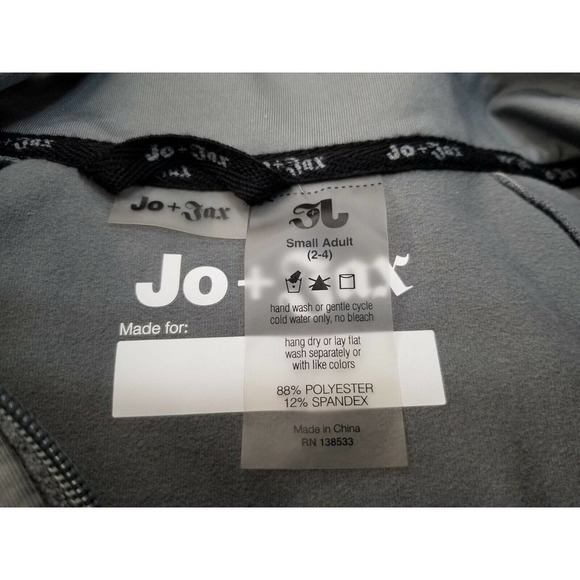 Jo+Jax
Jo+Jax
Jo+Jax
JJ
Small Adult
(2-4)
Jo+Jax
hand wash or gentle cycle
cold water only, no bleach
Made for:
hang dry or lay flat
wash separately or
with like colors
88% POLYESTER
12% SPANDEX
Made in China
RN 138533